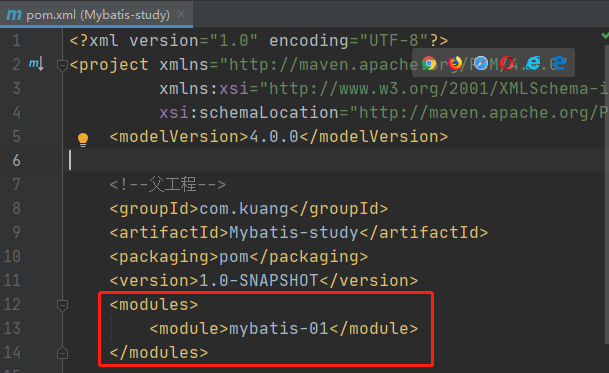 pom.xml (Mybatis-study)
1 <?xml version="1.0" encoding="UTF-8"?>
2 <project xmlns="http://maven.apache.org/POM/4.0.0"
3 xmlns:xsi="http://www.w3.org/2001/XMLSchema-i
4 xsi:schemaLocation="http://maven.apache.org/P
5 <modelVersion>4.0.0</modelVersion>
6
7 <!--父工程-->
8 <groupId>com.kuang</groupId>
9 <artifactId>Mybatis-study</artifactId>
10 <packaging>pom</packaging>
11 <version>1.0-SNAPSHOT</version>
12 <modules>
13 <module>mybatis-01</module>
14 </modules>